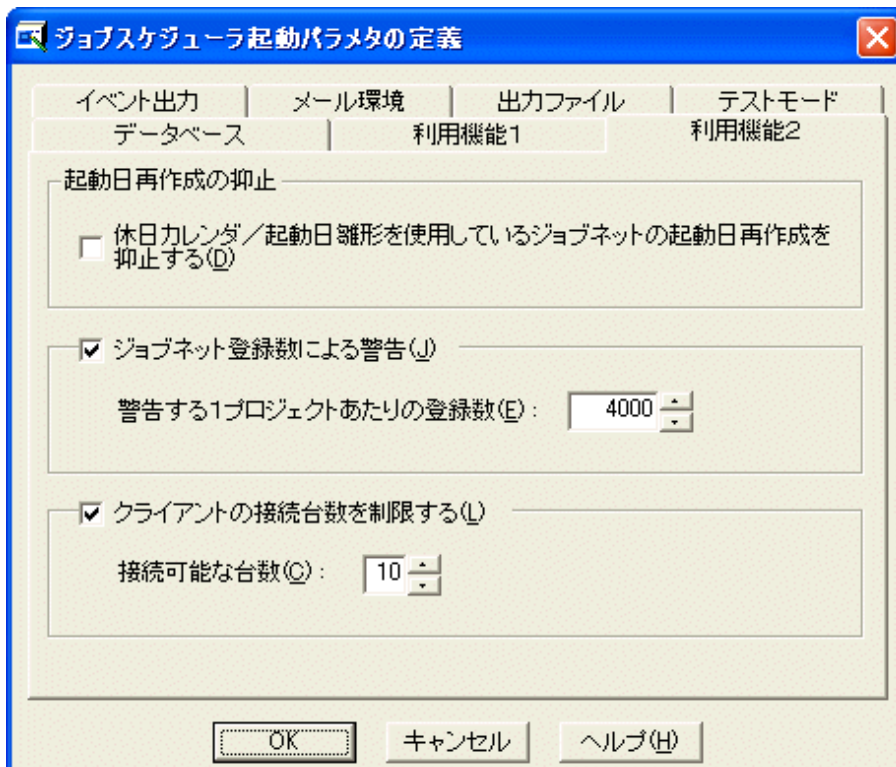 ジョブスケジューラ起動パラメタの定義
イベント出力
メール環境
出力ファイル
テストモード
データベース
利用機能1
利用機能2
起動日再作成の抑止
休日カレンダ／起動日雛形を使用しているジョブネットの起動日再作成を
抑止する(D)
ジョブネット登録数による警告(J)
警告する1プロジェクトあたりの登録数(E)： 4000
クライアントの接続台数を制限する(L)
接続可能な台数(C)： 10
OK
キャンセル
ヘルプ(H)